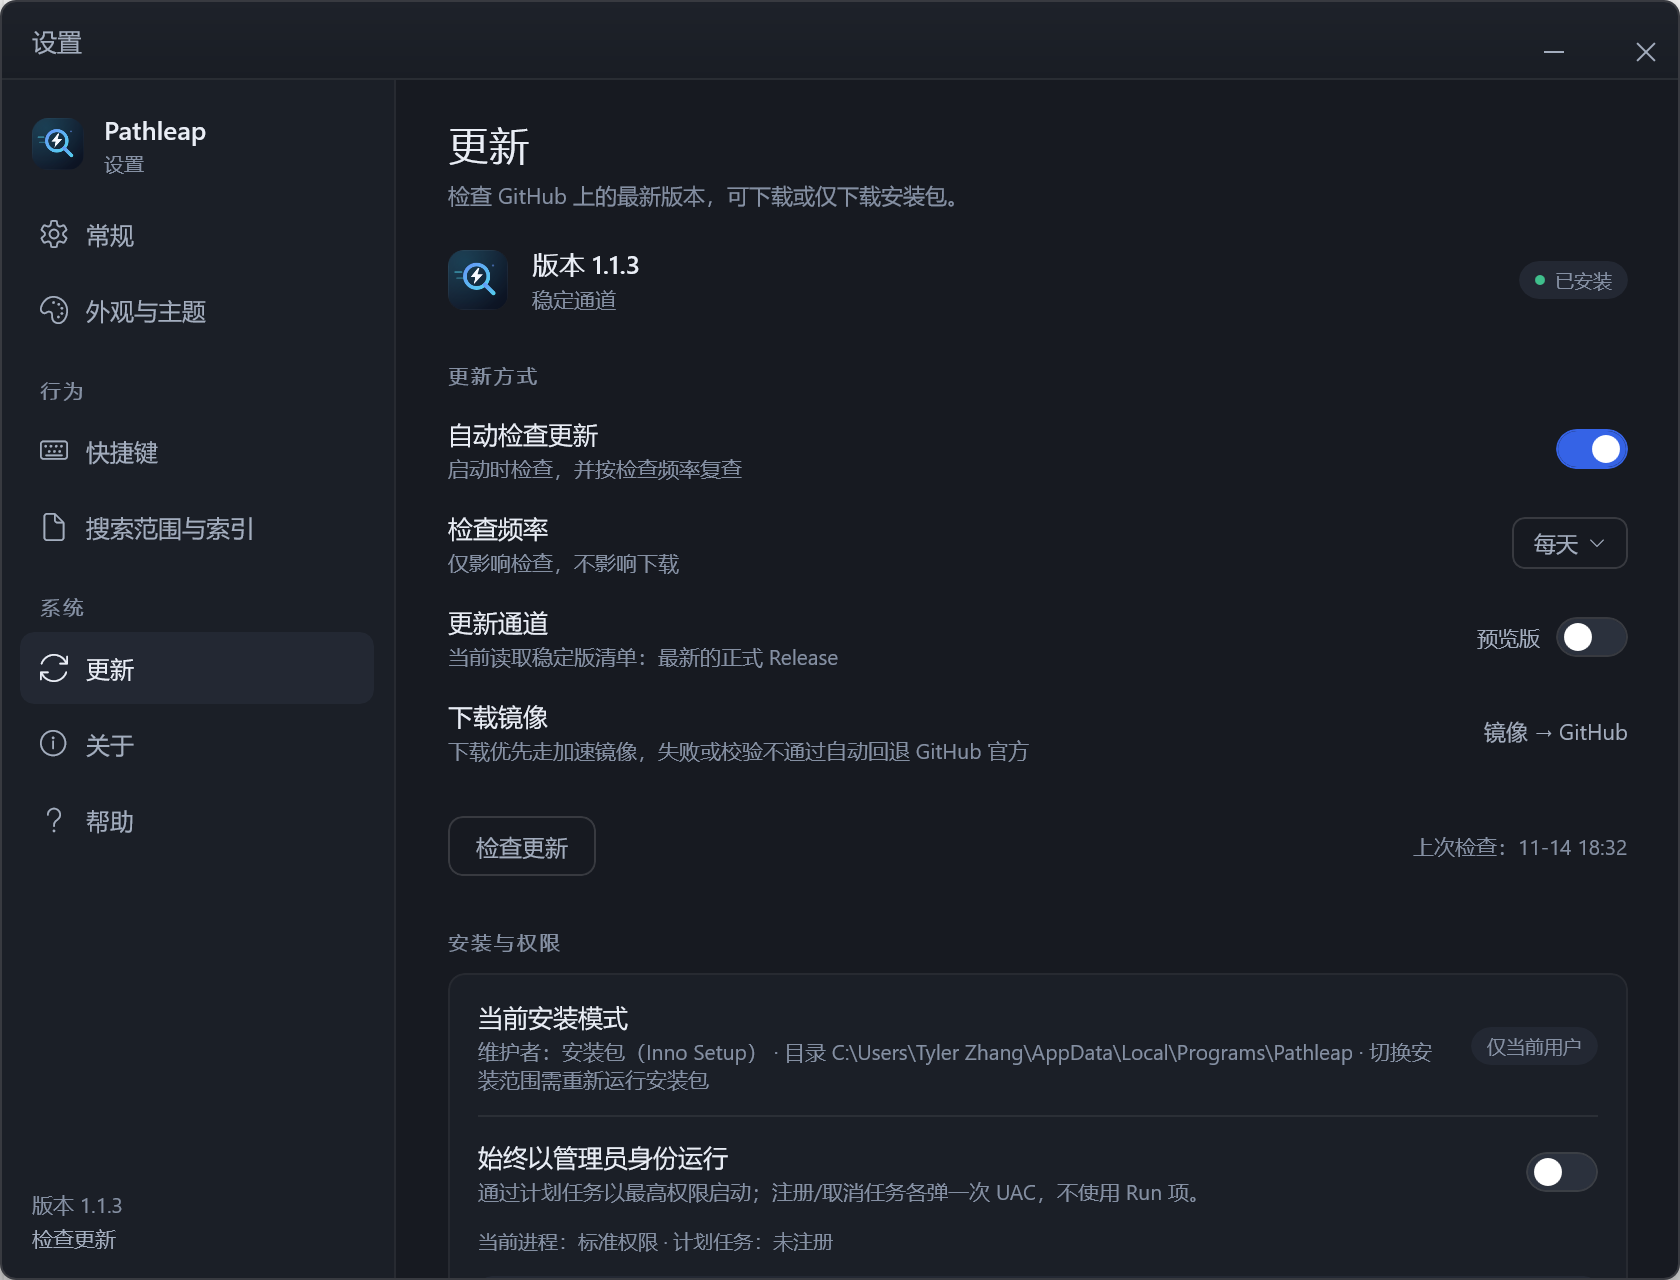 设置
Pathleap
设置
常规
外观与主题
行为
快捷键
搜索范围与索引
系统
更新
关于
帮助
版本 1.1.3
检查更新
更新
检查 GitHub 上的最新版本，可下载或仅下载安装包。
版本 1.1.3
稳定通道
已安装
更新方式
自动检查更新
启动时检查，并按检查频率复查
检查频率
仅影响检查，不影响下载
每天
更新通道
当前读取稳定版清单：最新的正式 Release
预览版
下载镜像
下载优先走加速镜像，失败或校验不通过自动回退 GitHub 官方
镜像 → GitHub
检查更新
上次检查：11-14 18:32
安装与权限
当前安装模式
维护者：安装包（Inno Setup） · 目录 C:\Users\Tyler Zhang\AppData\Local\Programs\Pathleap · 切换安
装范围需重新运行安装包
仅当前用户
始终以管理员身份运行
通过计划任务以最高权限启动；注册/取消任务各弹一次 UAC，不使用 Run 项。
当前进程：标准权限 · 计划任务：未注册